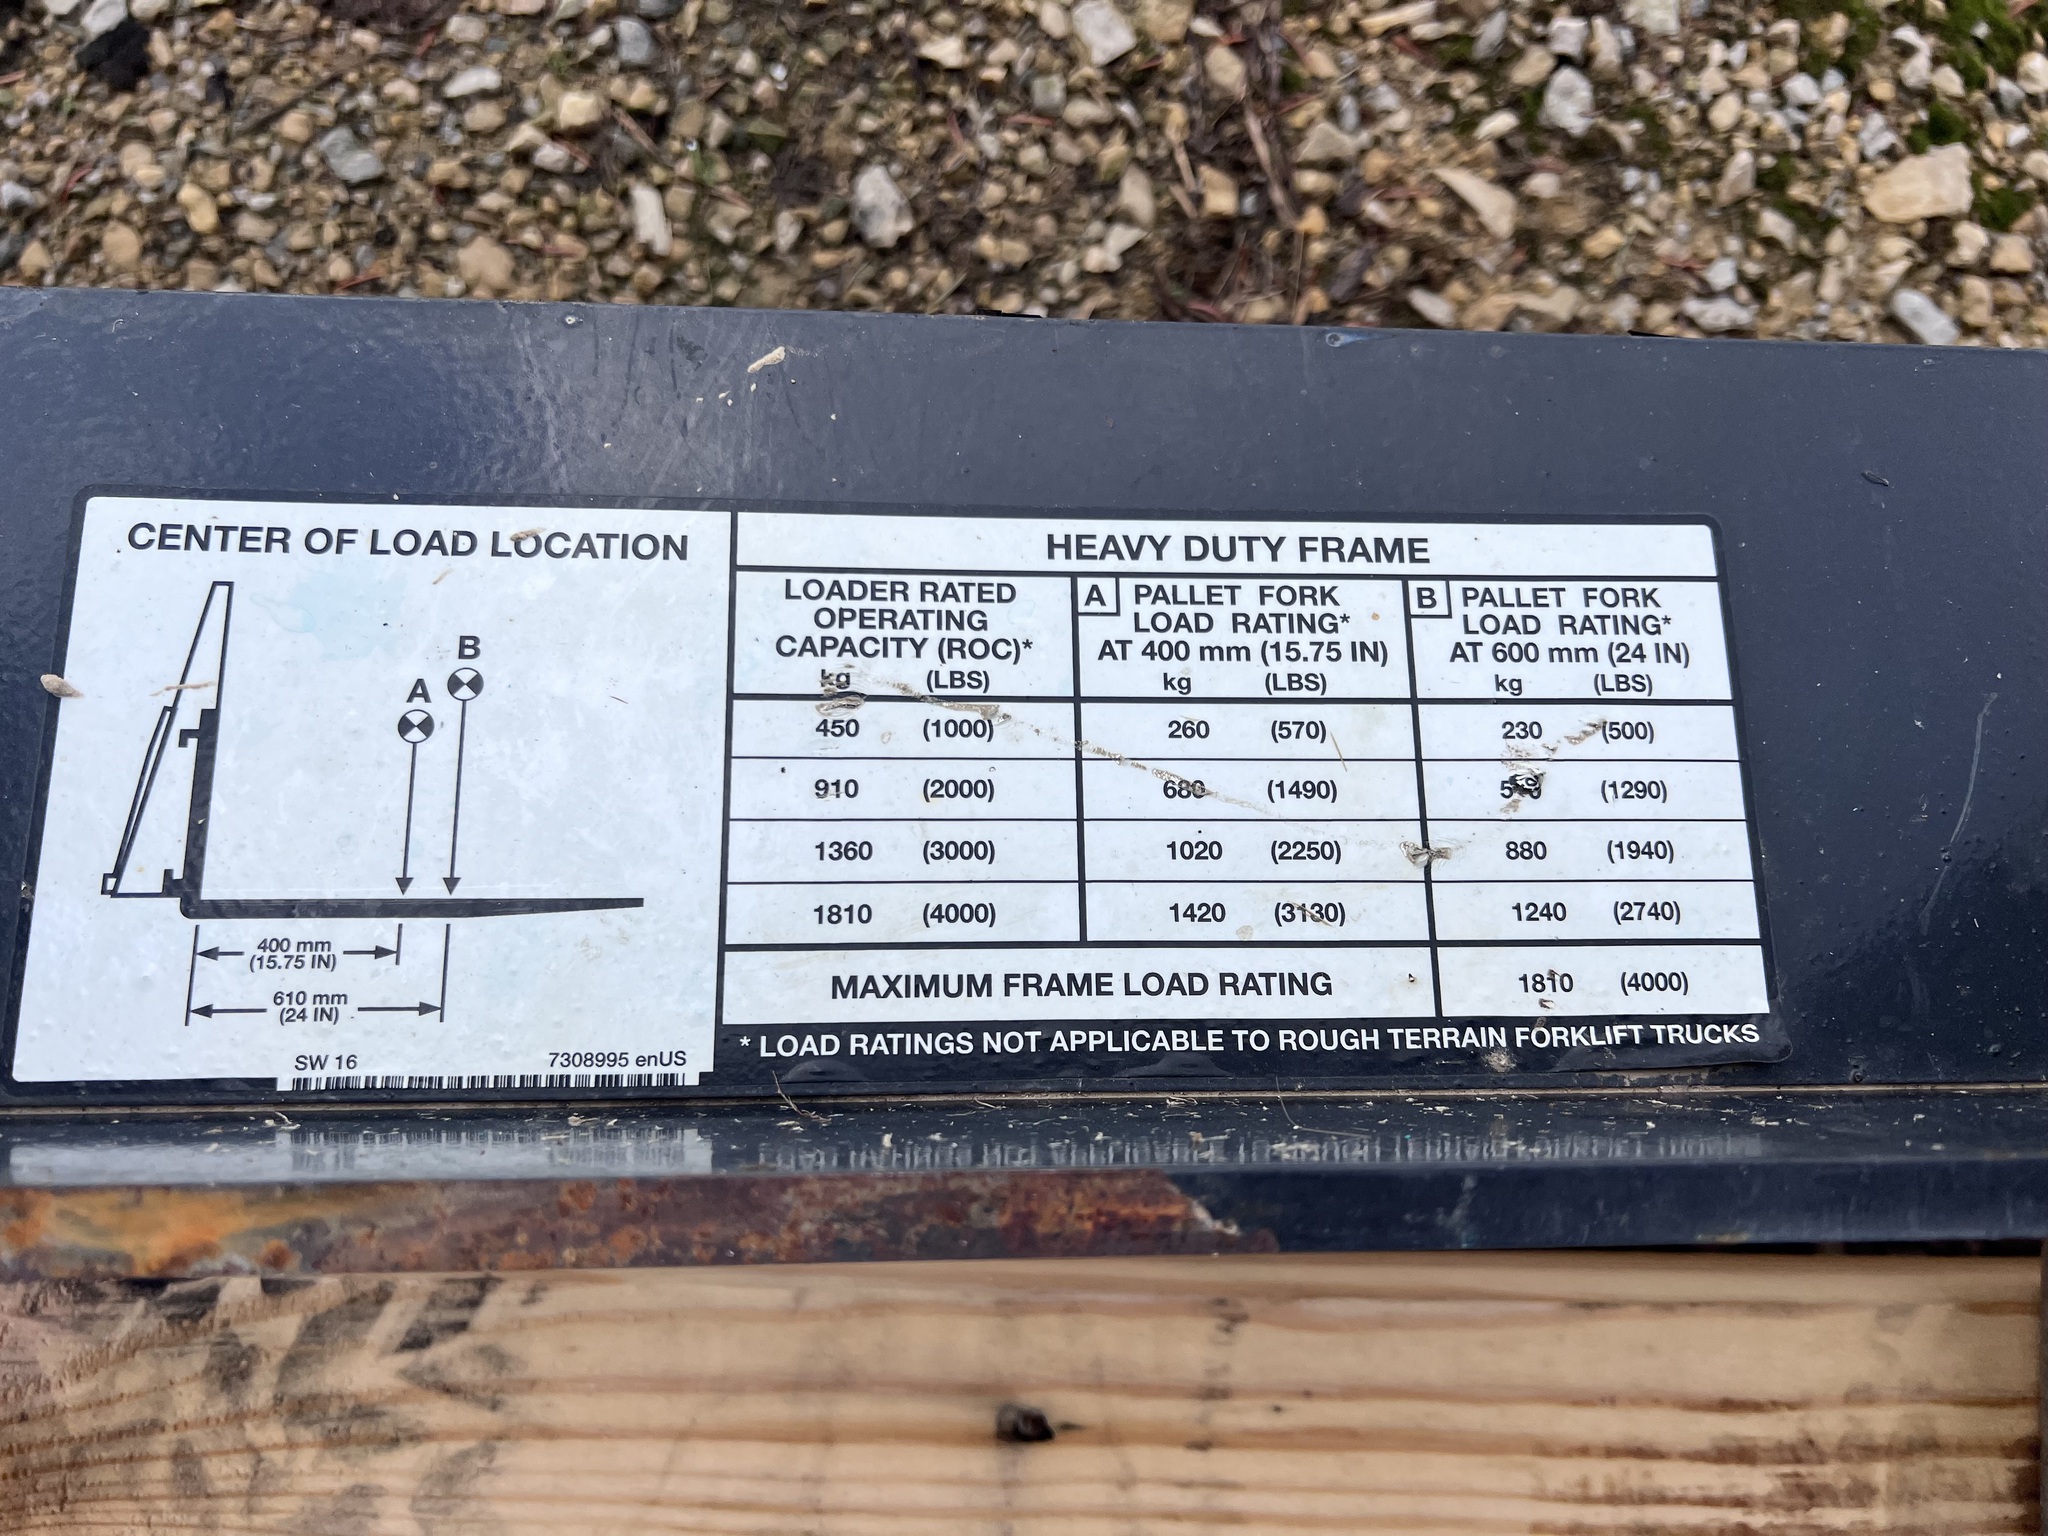 CENTER OF LOAD LOCATION
B
A
400 mm
(15.75 IN)
610 mm
(24 IN)
SW 16 7308995 enUS
HEAVY DUTY FRAME
LOADER RATED
OPERATING
CAPACITY (ROC)*
kg (LBS)
A PALLET FORK
LOAD RATING*
AT 400 mm (15.75 IN)
kg (LBS)
B PALLET FORK
LOAD RATING*
AT 600 mm (24 IN)
kg (LBS)
450 (1000) 260 (570) 230 (500)
910 (2000) 680 (1490) (1290)
1360 (3000) 1020 (2250) 880 (1940)
1810 (4000) 1420 (3130) 1240 (2740)
MAXIMUM FRAME LOAD RATING 1810 (4000)
* LOAD RATINGS NOT APPLICABLE TO ROUGH TERRAIN FORKLIFT TRUCKS